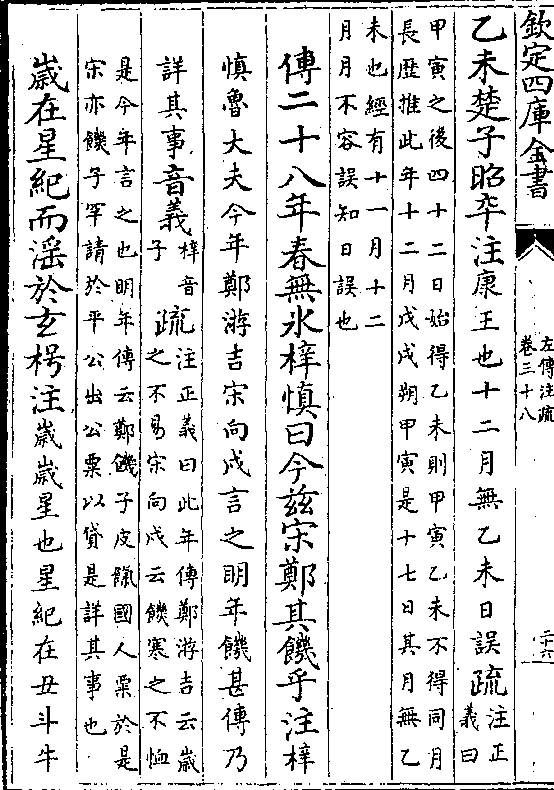 欽定四庫全書
左傳注疏
卷三十八
二十六
乙未楚子昭卒注康王也十二月無乙未日誤疏注正
義曰
甲寅之後四十二日始得乙未則甲寅乙未不得同月
長歴推此年十二月戊戌朔甲寅是十七日其月無乙
未也經有十一月十二
月月不容誤知日誤也
傳二十八年春無氷梓慎曰今兹宋鄭其饑乎注梓
慎魯大夫今年鄭游吉宋向戌言之明年饑甚傳乃
詳其事音義梓音
子疏注正義曰此年傳鄭游吉云嵗
之不易宋向戌云饑寒之不恤
是今年言之也明年傳云鄭饑子皮餼國人粟於是
宋亦饑子罕請於平公出公粟以貸是詳其事也
嵗在星紀而淫於玄枵注嵗嵗星也星紀在丑斗牛